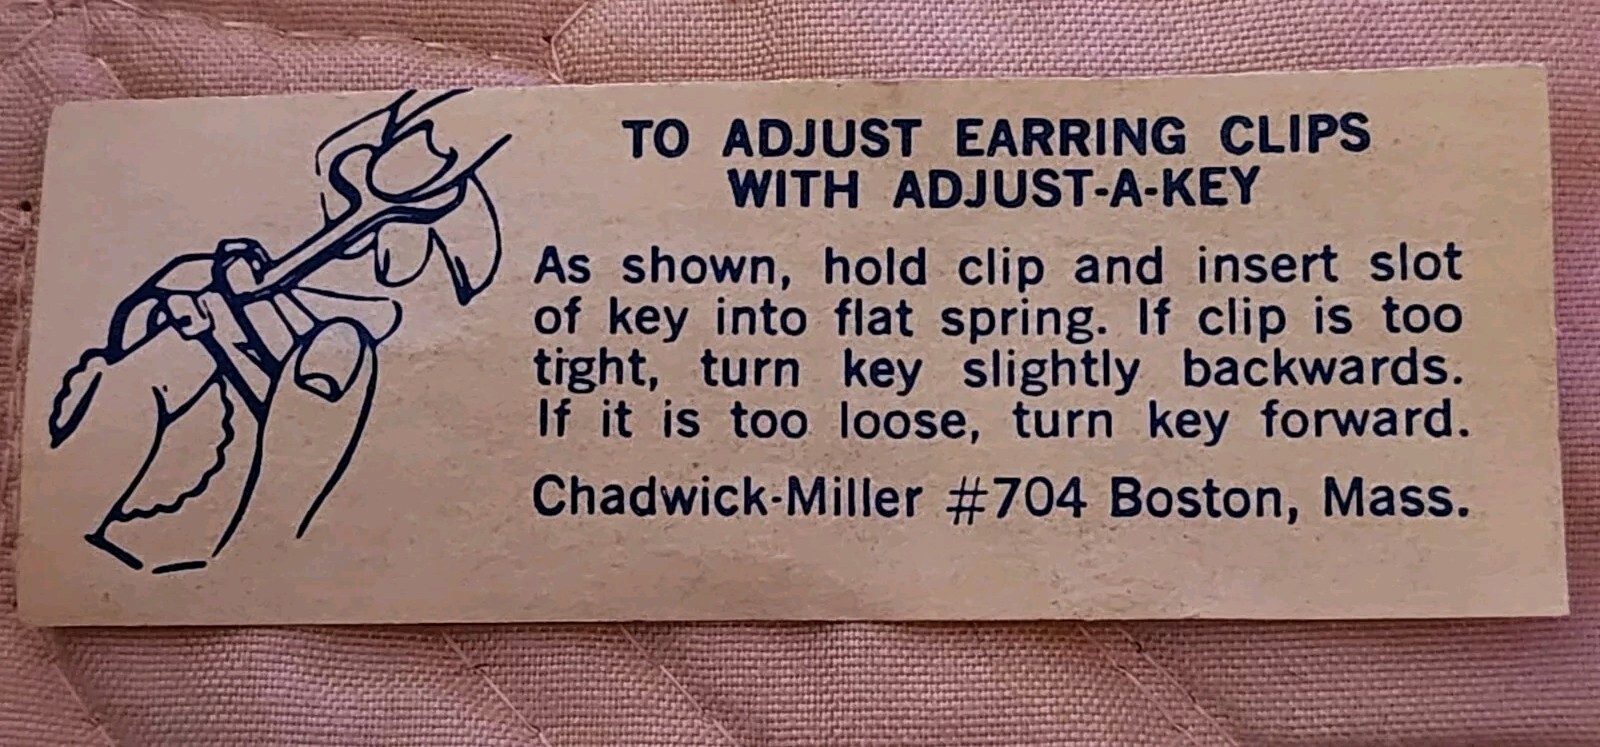 TO ADJUST EARRING CLIPS
WITH ADJUST-A-KEY
As shown, hold clip and insert slot
of key into flat spring. If clip is too
tight, turn key slightly backwards.
If it is too loose, turn key forward.
Chadwick-Miller #704 Boston, Mass.